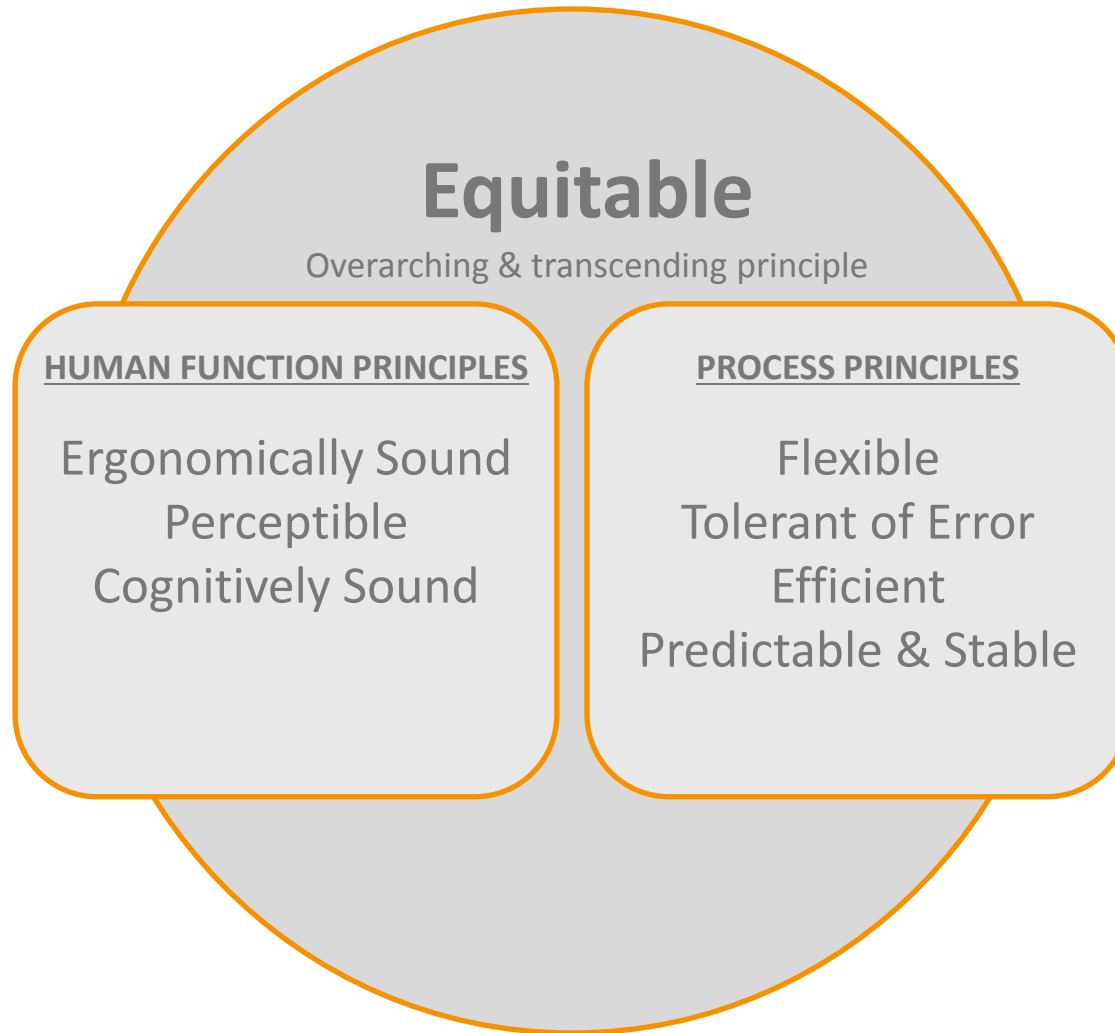 Equitable
Overarching & transcending principle
HUMAN FUNCTION PRINCIPLES
Ergonomically Sound
Perceptible
Cognitively Sound
PROCESS PRINCIPLES
Flexible
Tolerant of Error
Efficient
Predictable & Stable